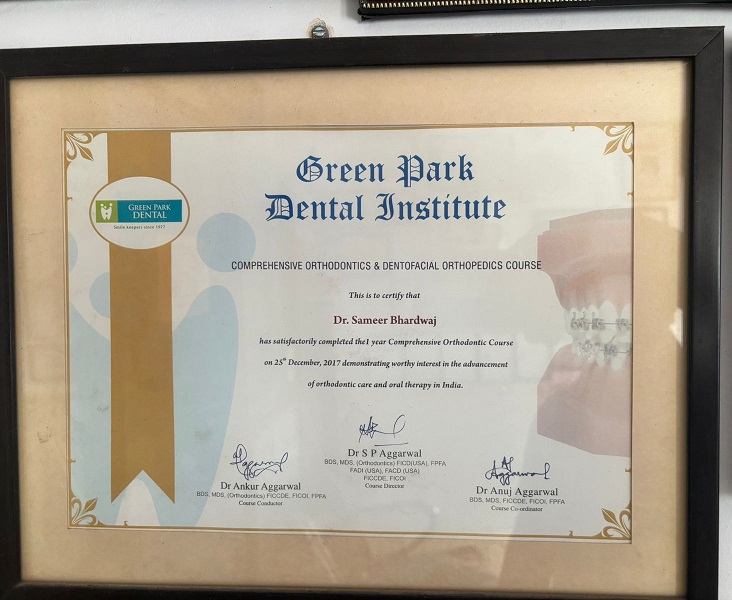 Green Park
Dental Institute
GREEN PARK
DENTAL
Smile keepers since 1977
COMPREHENSIVE ORTHODONTICS & DENTOFACIAL ORTHOPEDICS COURSE
This is to certify that
Dr. Sameer Bhardwaj
has satisfactorily completed the1 year Comprehensive Orthodontic Course
on 25th December, 2017 demonstrating worthy interest in the advancement
of orthodontic care and oral therapy in India.
Dr S P Aggarwal
BDS, MDS, (Orthodontics) FICD(USA), FPFA
FADI (USA), FACD (USA)
FICCDE, FICOI
Course Director
Dr Ankur Aggarwal
BDS, MDS, (Orthodontics) FICCDE, FICOI, FPFA
Course Conductor
Dr Anuj Aggarwal
BDS, MDS, FICCDE, FICOI, FPFA
Course Co-ordinator